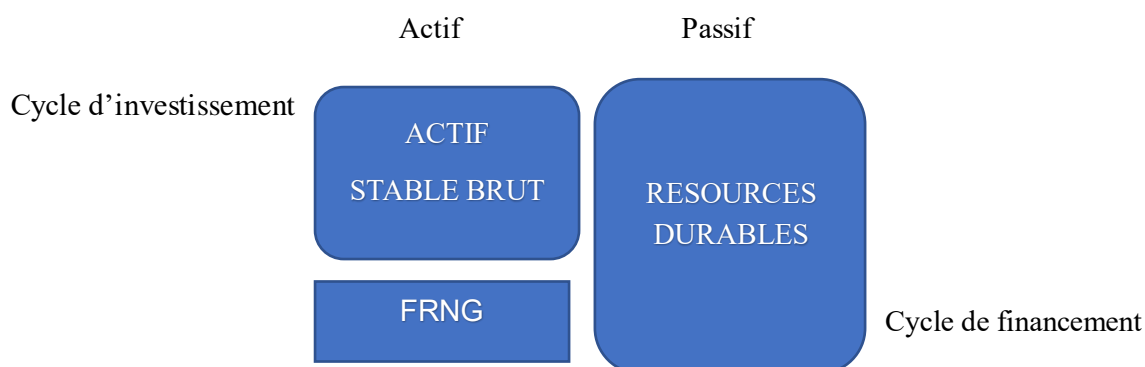 Actif
Passif
Cycle d’investissement
ACTIF
STABLE BRUT
RESOURCES
DURABLES
FRNG
Cycle de financement